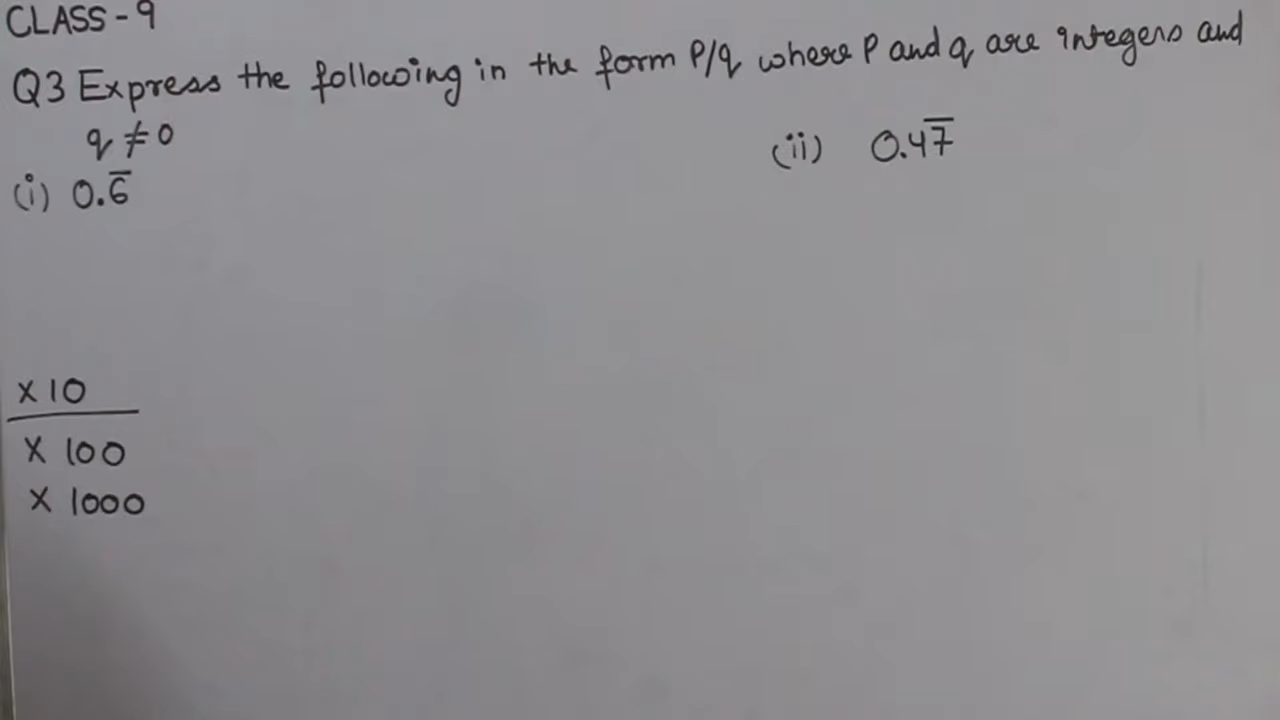 CLASS - 9
Q3 Express the following in the form P/q where P and q are integers and
q ≠ 0
(i) 0.6̅
(ii) 0.47̅
× 10
× 100
× 1000